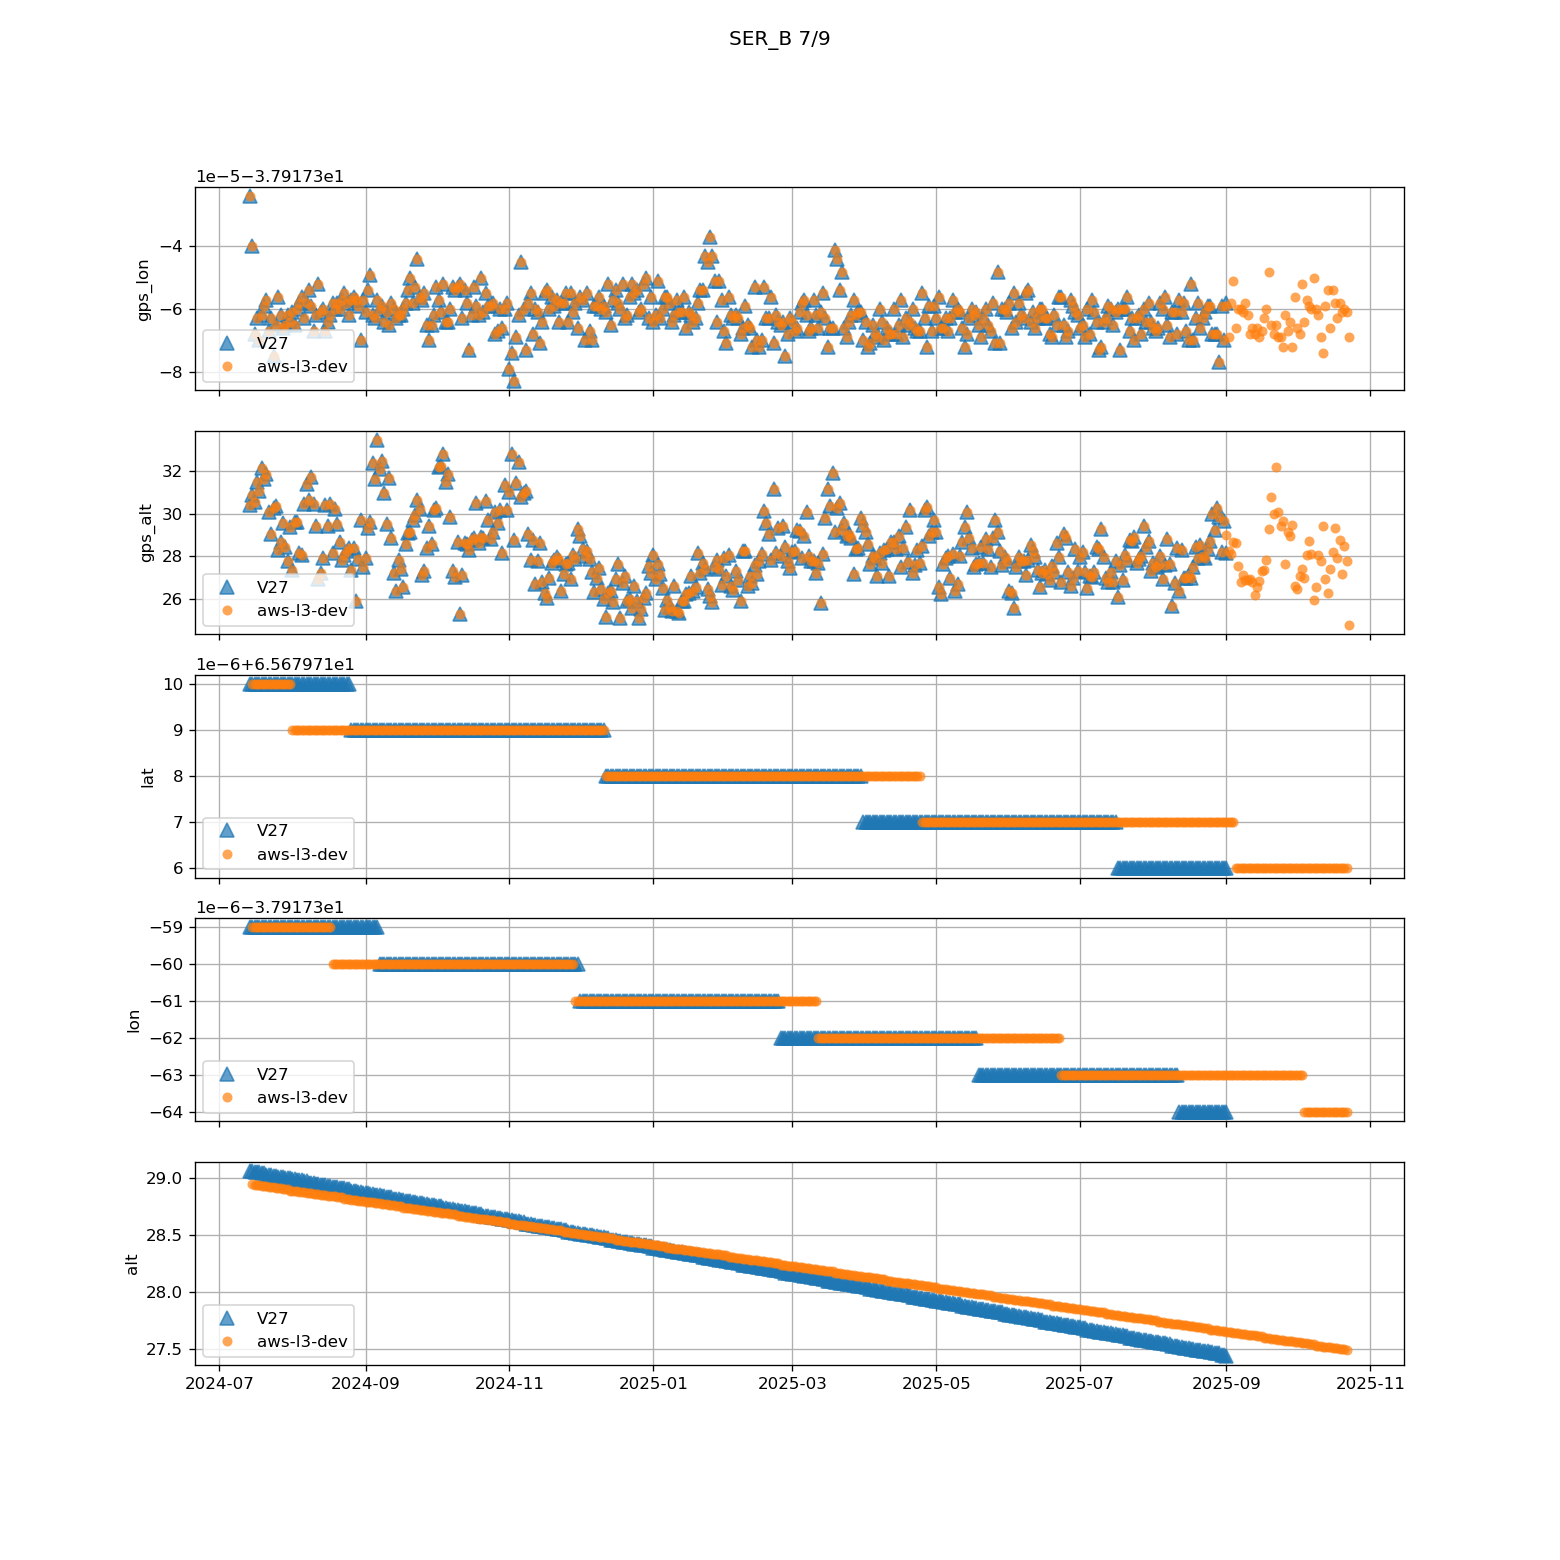 SER_B 7/9
1e−5−3.79173e1
gps_lon
−4
−6
−8
V27
aws-l3-dev
gps_alt
32
30
28
26
V27
aws-l3-dev
1e−6+6.567971e1
lat
10
9
8
7
6
V27
aws-l3-dev
1e−6−3.79173e1
lon
−59
−60
−61
−62
−63
−64
V27
aws-l3-dev
alt
29.0
28.5
28.0
27.5
V27
aws-l3-dev
2024-07 2024-09 2024-11 2025-01 2025-03 2025-05 2025-07 2025-09 2025-11